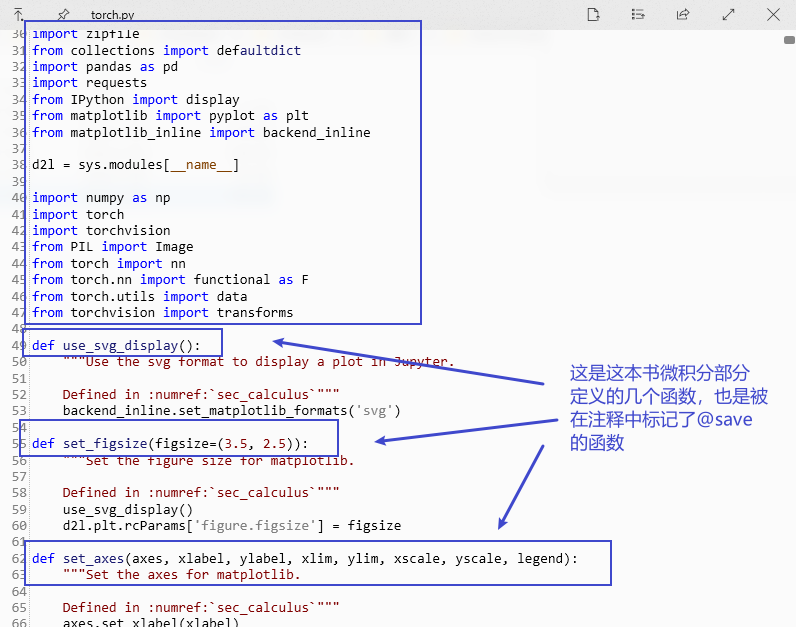 torch.py
30 import zipfile
31 from collections import defaultdict
32 import pandas as pd
33 import requests
34 from IPython import display
35 from matplotlib import pyplot as plt
36 from matplotlib_inline import backend_inline
37
38 d2l = sys.modules[__name__]
39
40 import numpy as np
41 import torch
42 import torchvision
43 from PIL import Image
44 from torch import nn
45 from torch.nn import functional as F
46 from torch.utils import data
47 from torchvision import transforms
48
49 def use_svg_display():
50 """Use the svg format to display a plot in Jupyter.
51
52 Defined in :numref:`sec_calculus`"""
53 backend_inline.set_matplotlib_formats('svg')
54
55 def set_figsize(figsize=(3.5, 2.5)):
56 """Set the figure size for matplotlib.
57
58 Defined in :numref:`sec_calculus`"""
59 use_svg_display()
60 d2l.plt.rcParams['figure.figsize'] = figsize
61
62 def set_axes(axes, xlabel, ylabel, xlim, ylim, xscale, yscale, legend):
63 """Set the axes for matplotlib.
64
65 Defined in :numref:`sec_calculus`"""
66 axes.set_xlabel(xlabel)
这是这本书微积分部分
定义的几个函数，也是被
在注释中标记了@save
的函数